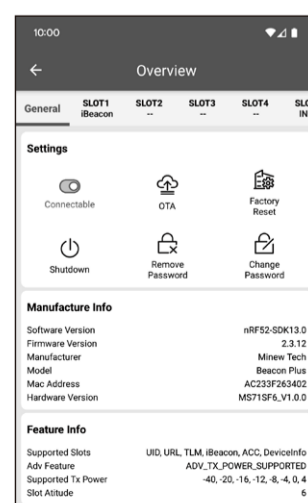 10:00
Overview
General SLOT1 SLOT2 SLOT3 SLOT4
iBeacon -- -- --
Settings
Connectable OTA Factory
Reset
Shutdown Remove Change
Password Password
Manufacture Info
Software Version nRF52-SDK13.0
Firmware Version 2.3.12
Manufacturer Minew Tech
Model Beacon Plus
Mac Address AC233F263402
Hardware Version MS71SF6_V1.0.0
Feature Info
Supported Slots UID, URL, TLM, iBeacon, ACC, DeviceInfo
Adv Feature ADV_TX_POWER_SUPPORTED
Supported Tx Power -40, -20, -16, -12, -8, -4, 0, 4
Slot Atitude 6